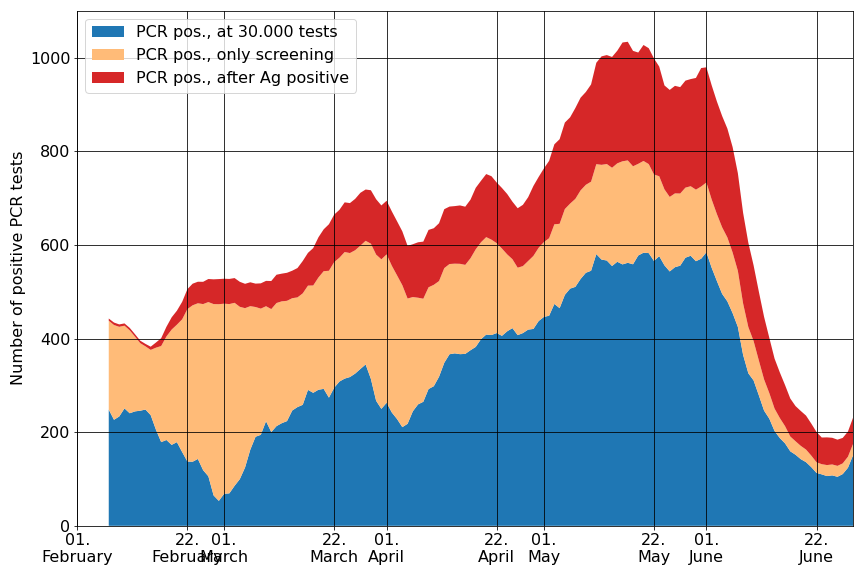 PCR pos., at 30.000 tests
PCR pos., only screening
PCR pos., after Ag positive
Number of positive PCR tests
1000
800
600
400
200
0
01. 22. 01. 22. 01. 22. 01. 22. 01. 22.
February February March March April April May May June June